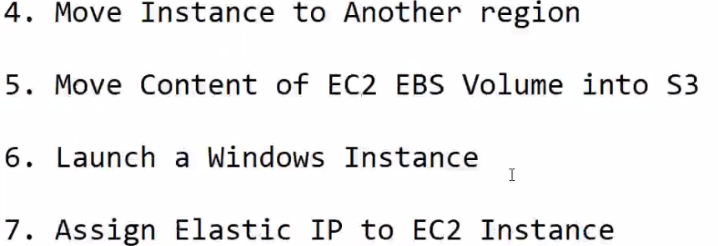 4. Move Instance to Another region
5. Move Content of EC2 EBS Volume into S3
6. Launch a Windows Instance
7. Assign Elastic IP to EC2 Instance